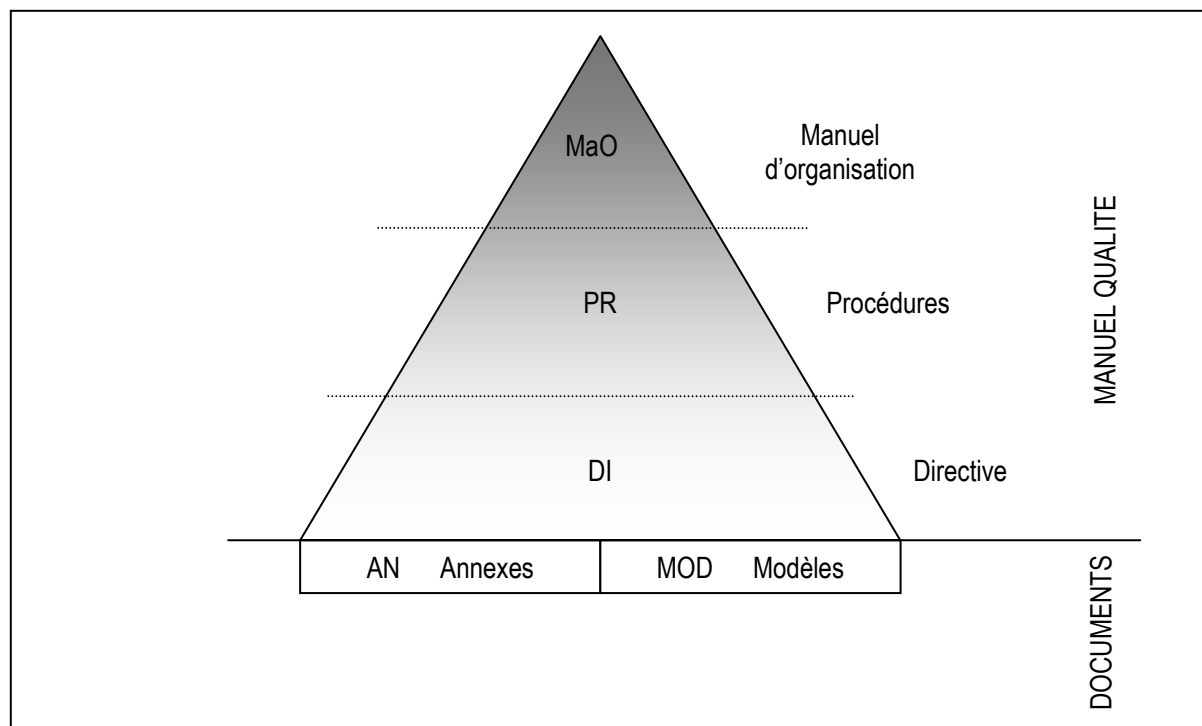 MaO
Manuel
d’organisation
PR
Procédures
DI
Directive
MANUEL QUALITE
AN Annexes
MOD Modèles
DOCUMENTS